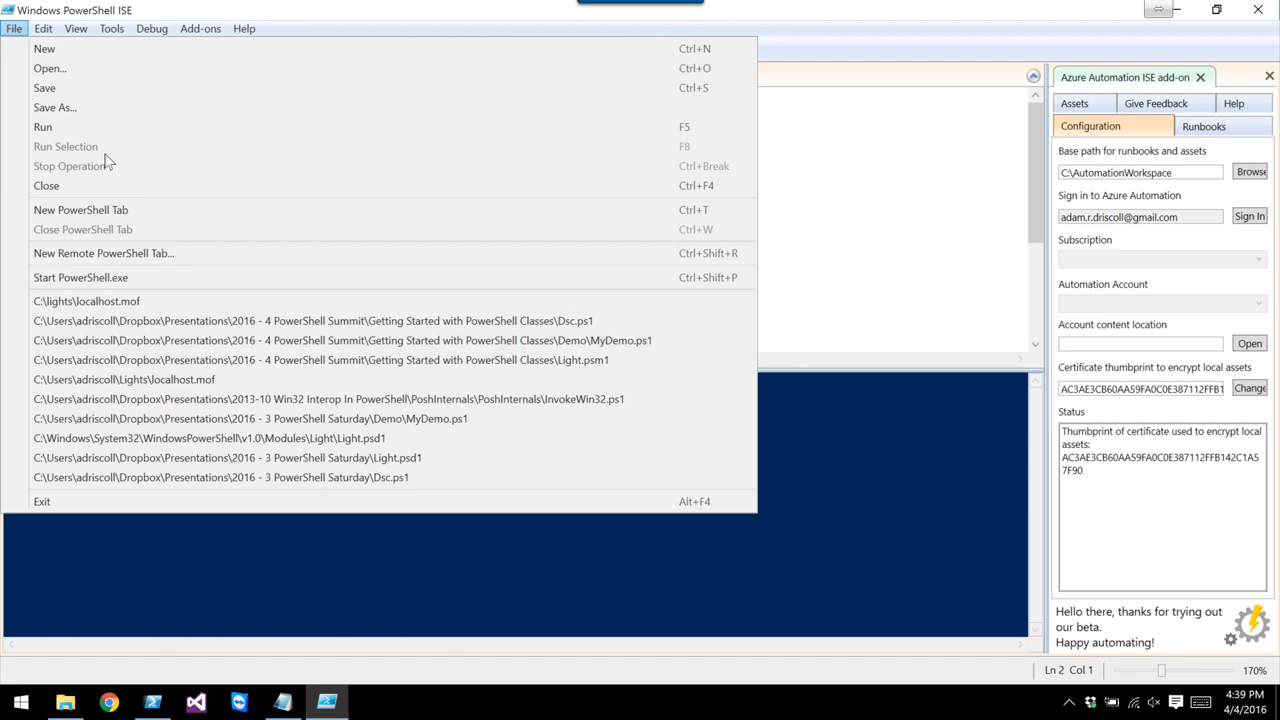 Windows PowerShell ISE
File Edit View Tools Debug Add-ons Help
New Ctrl+N
Open... Ctrl+O
Save Ctrl+S
Save As...
Run F5
Run Selection F8
Stop Operation Ctrl+Break
Close Ctrl+F4
New PowerShell Tab Ctrl+T
Close PowerShell Tab Ctrl+W
New Remote PowerShell Tab... Ctrl+Shift+R
Start PowerShell.exe Ctrl+Shift+P
C:\lights\localhost.mof
C:\Users\adriscoll\Dropbox\Presentations\2016 - 4 PowerShell Summit\Getting Started with PowerShell Classes\Dsc.ps1
C:\Users\adriscoll\Dropbox\Presentations\2016 - 4 PowerShell Summit\Getting Started with PowerShell Classes\Demo\MyDemo.ps1
C:\Users\adriscoll\Dropbox\Presentations\2016 - 4 PowerShell Summit\Getting Started with PowerShell Classes\Light.psm1
C:\Users\adriscoll\Lights\localhost.mof
C:\Users\adriscoll\Dropbox\Presentations\2013-10 Win32 Interop In PowerShell\PoshInternals\PoshInternals\InvokeWin32.ps1
C:\Users\adriscoll\Dropbox\Presentations\2016 - 3 PowerShell Saturday\Demo\MyDemo.ps1
C:\Windows\System32\WindowsPowerShell\v1.0\Modules\Light\Light.psd1
C:\Users\adriscoll\Dropbox\Presentations\2016 - 3 PowerShell Saturday\Light.psd1
C:\Users\adriscoll\Dropbox\Presentations\2016 - 3 PowerShell Saturday\Dsc.ps1
Exit Alt+F4
Azure Automation ISE add-on
Assets Give Feedback Help
Configuration Runbooks
Base path for runbooks and assets
C:\AutomationWorkspace Browse
Sign in to Azure Automation
adam.r.driscoll@gmail.com Sign In
Subscription
Automation Account
Account content location
Open
Certificate thumbprint to encrypt local assets
AC3AE3CB60AA59FA0C0E387112FFB1 Change
Status
Thumbprint of certificate used to encrypt local
assets:
AC3AE3CB60AA59FA0C0E387112FFB142C1A5
7F90
Hello there, thanks for trying out
our beta.
Happy automating!
Ln 2 Col 1 170%
4:39 PM
4/4/2016